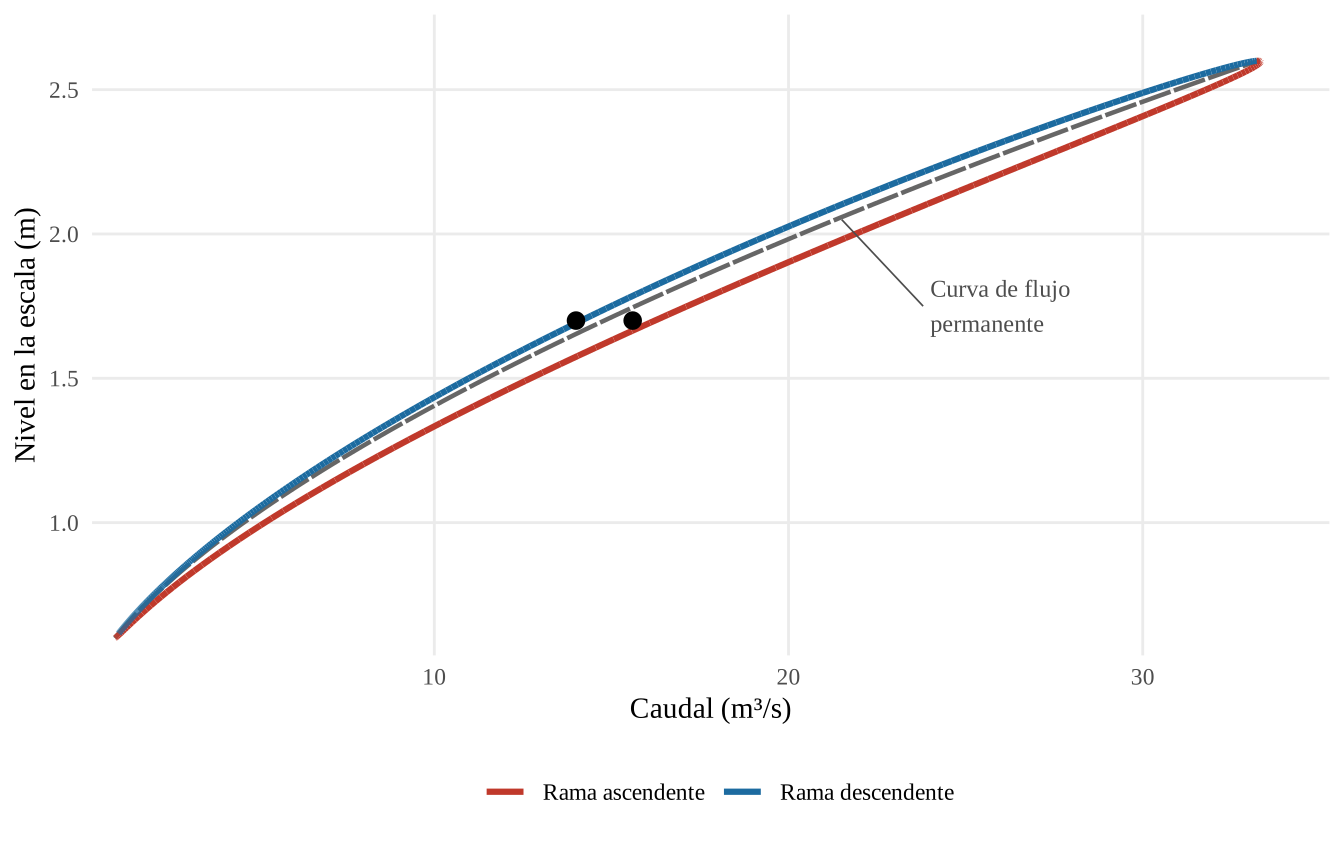 Nivel en la escala (m)
2.5
2.0
1.5
1.0
Curva de flujo
permanente
10
20
30
Caudal (m³/s)
Rama ascendente
Rama descendente